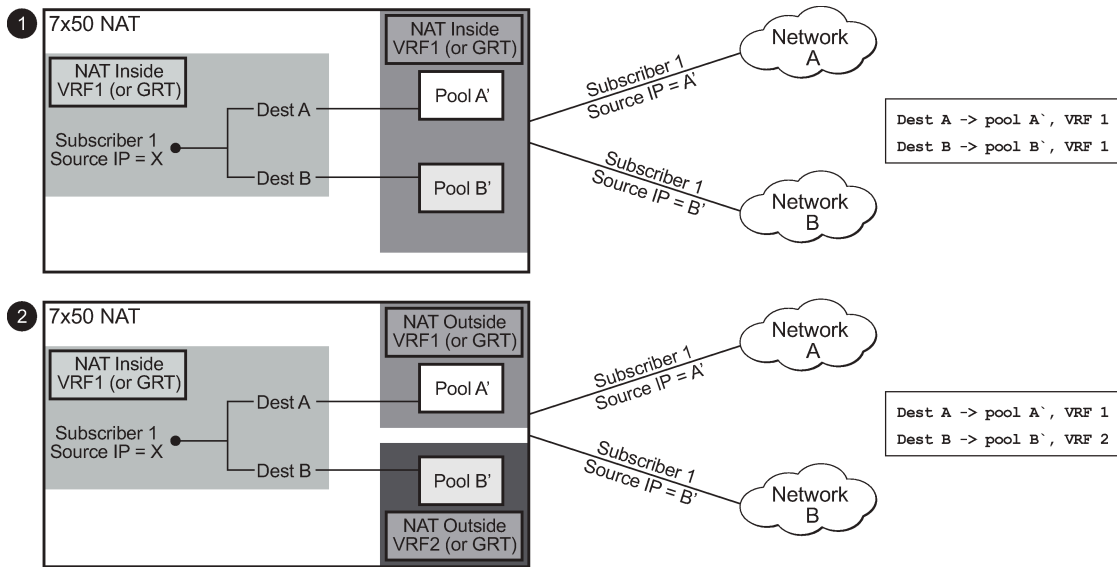 1
7x50 NAT
NAT Inside
VRF1 (or GRT)
Subscriber 1
Source IP = X
Dest A
Dest B
NAT Inside
VRF1 (or GRT)
Pool A’
Pool B’
Subscriber 1
Source IP = A’
Subscriber 1
Source IP = B’
Network
A
Network
B
Dest A -> pool A`, VRF 1
Dest B -> pool B`, VRF 1
2
7x50 NAT
NAT Inside
VRF1 (or GRT)
Subscriber 1
Source IP = X
Dest A
Dest B
NAT Outside
VRF1 (or GRT)
Pool A’
Pool B’
NAT Outside
VRF2 (or GRT)
Subscriber 1
Source IP = A’
Subscriber 1
Source IP = B’
Network
A
Network
B
Dest A -> pool A`, VRF 1
Dest B -> pool B`, VRF 2